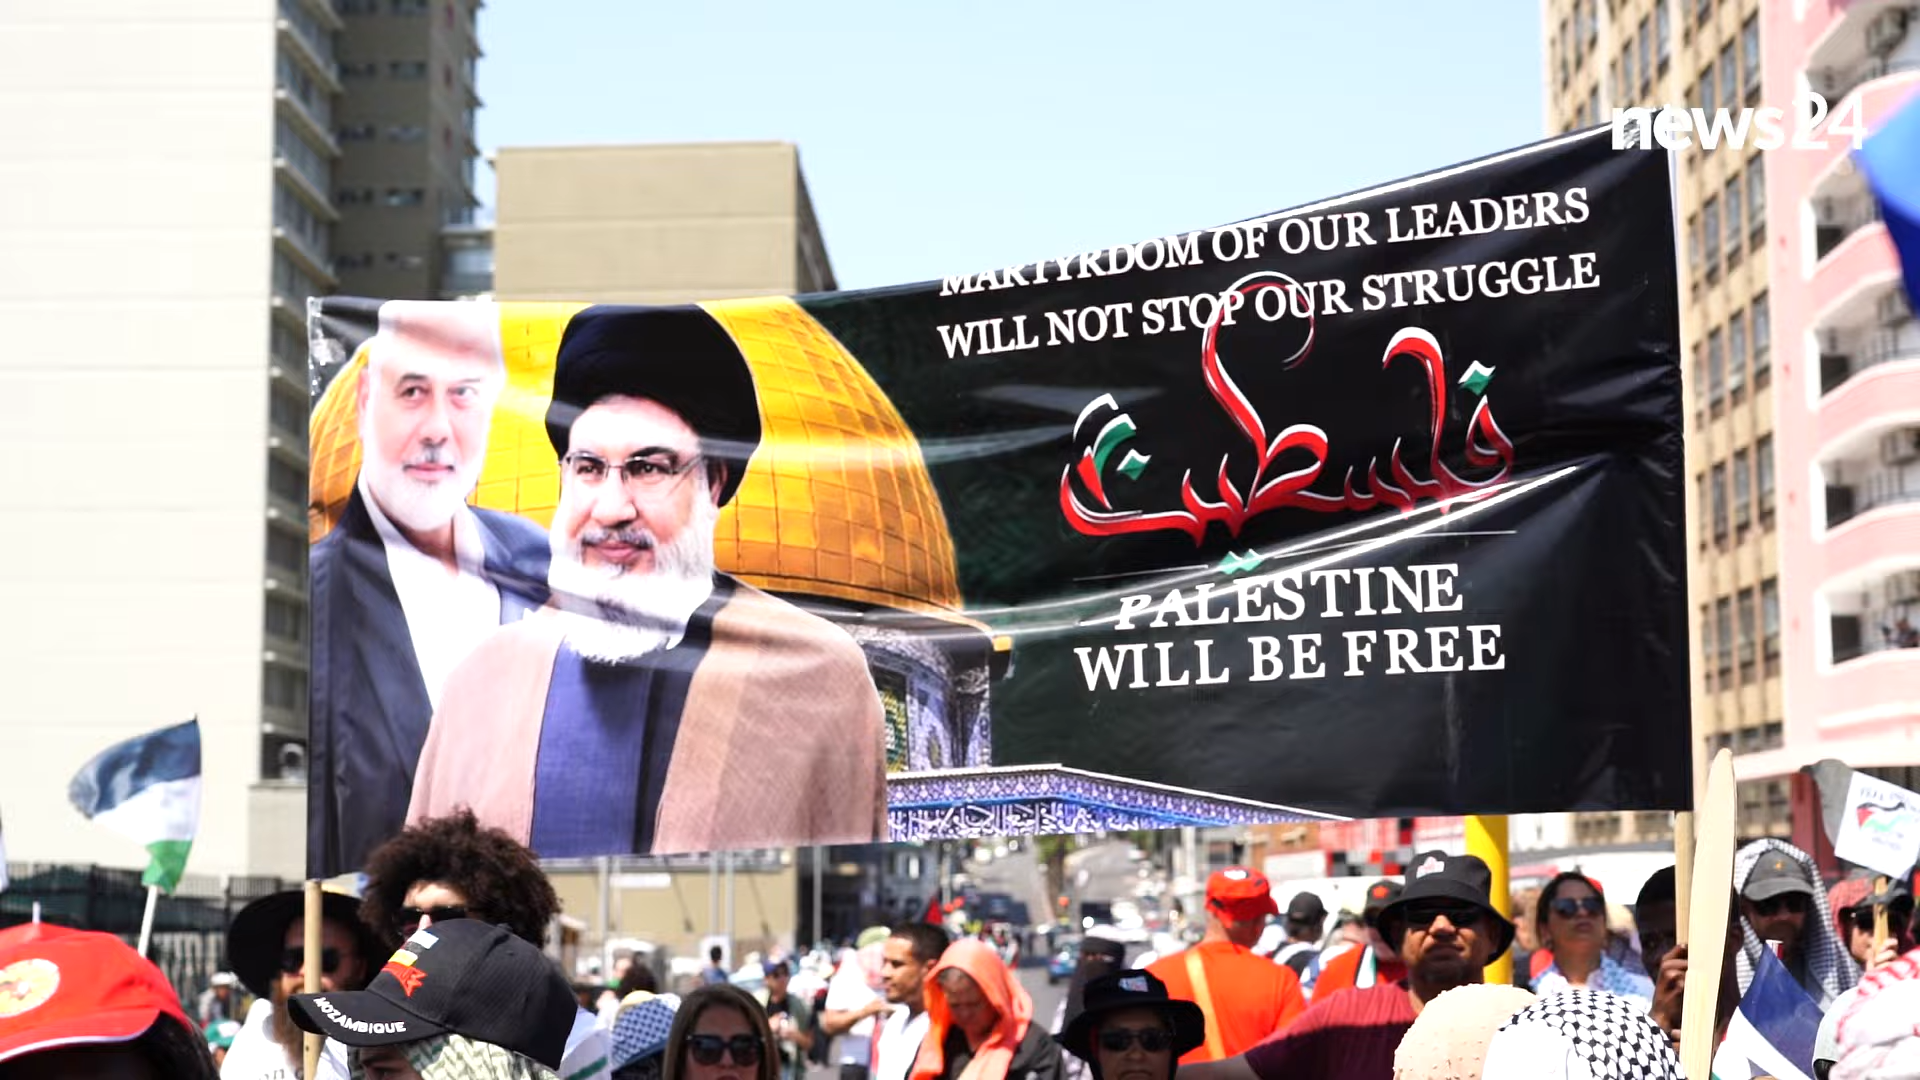 news24
MARTYRDOM OF OUR LEADERS
WILL NOT STOP OUR STRUGGLE
فلسطين
PALESTINE
WILL BE FREE
MOZAMBIQUE